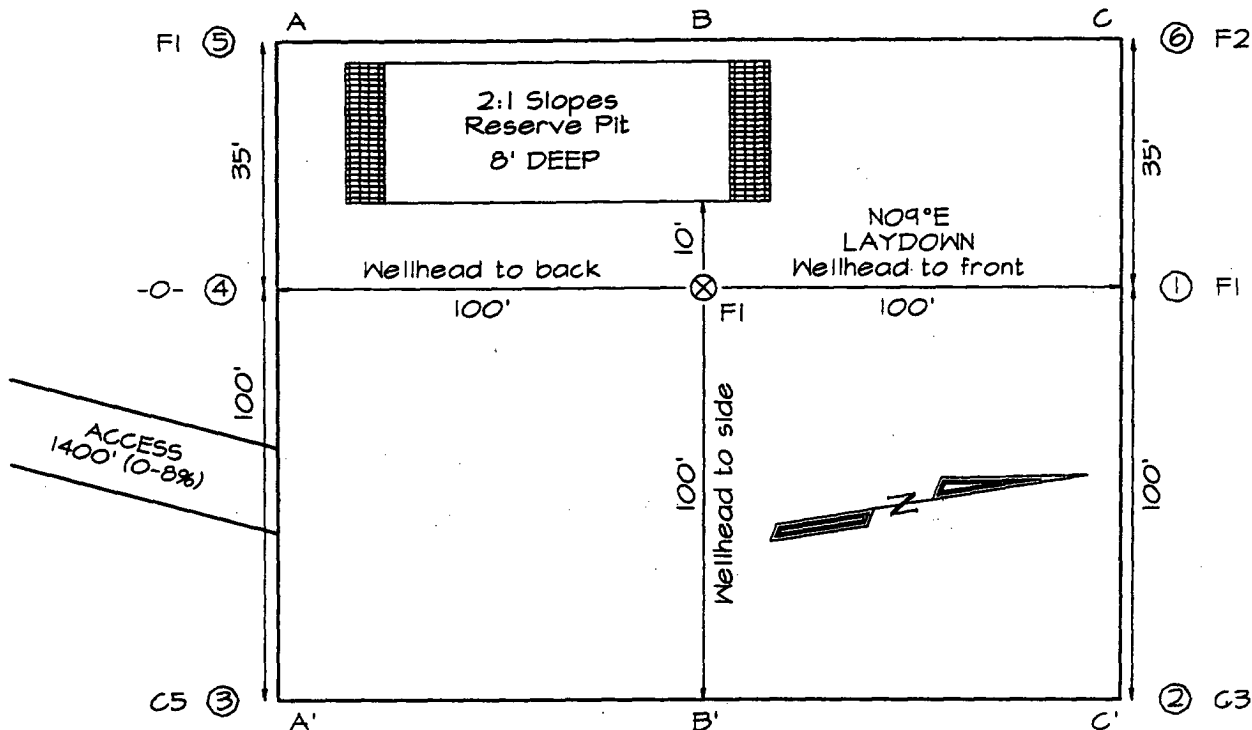 A B C
F1 5
6 F2
2:1 Slopes
Reserve Pit
8' DEEP
35'
35'
10'
N09°E
LAYDOWN
Wellhead to back
Wellhead to front
-0- 4
1 F1
100'
F1
100'
100'
ACCESS
1400' (0-8%)
100'
Wellhead to side
N
100'
C5 3
2 C3
A' B' C'